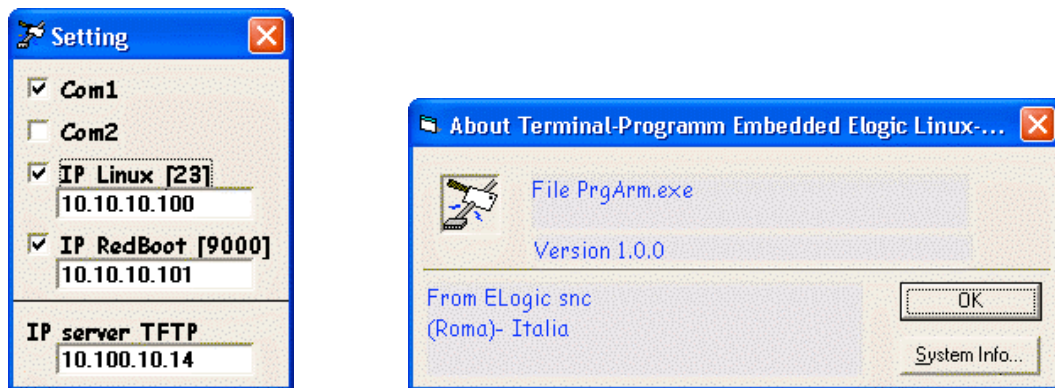 Setting
Com1
Com2
IP Linux [23]
10.10.10.100
IP RedBoot [9000]
10.10.10.101
IP server TFTP
10.100.10.14
About Terminal-Programm Embedded Elogic Linux-...
File PrgArm.exe
Version 1.0.0
From ELogic snc
(Roma)- Italia
OK
System Info...